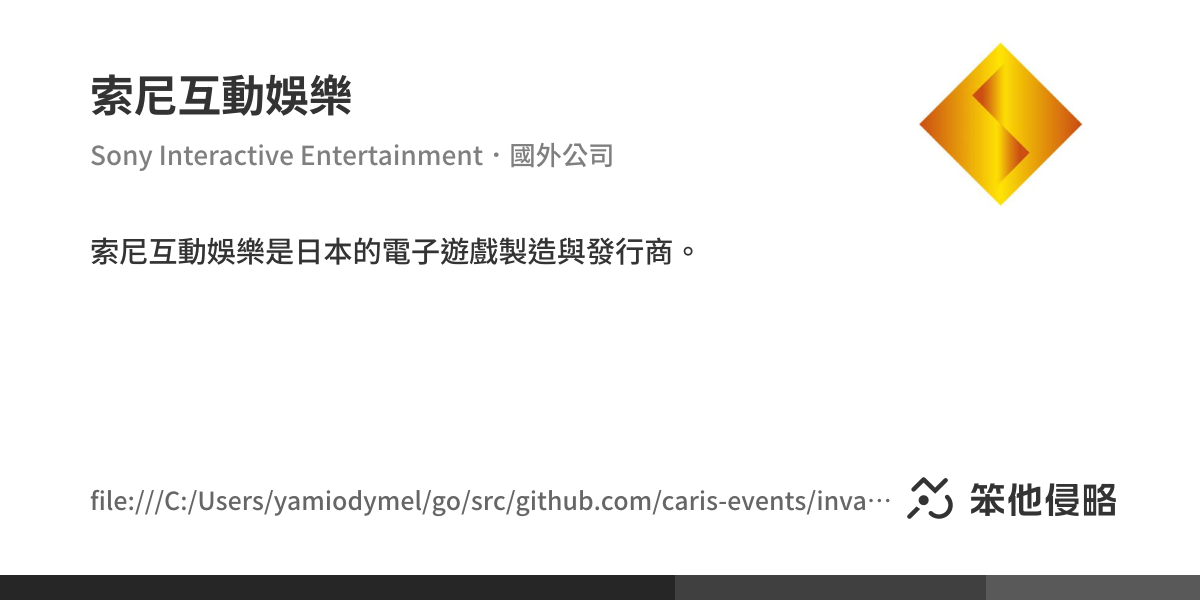 索尼互動娛樂
Sony Interactive Entertainment・國外公司
索尼互動娛樂是日本的電子遊戲製造與發行商。
file:///C:/Users/yamiodymel/go/src/github.com/caris-events/inva…
笨他侵略